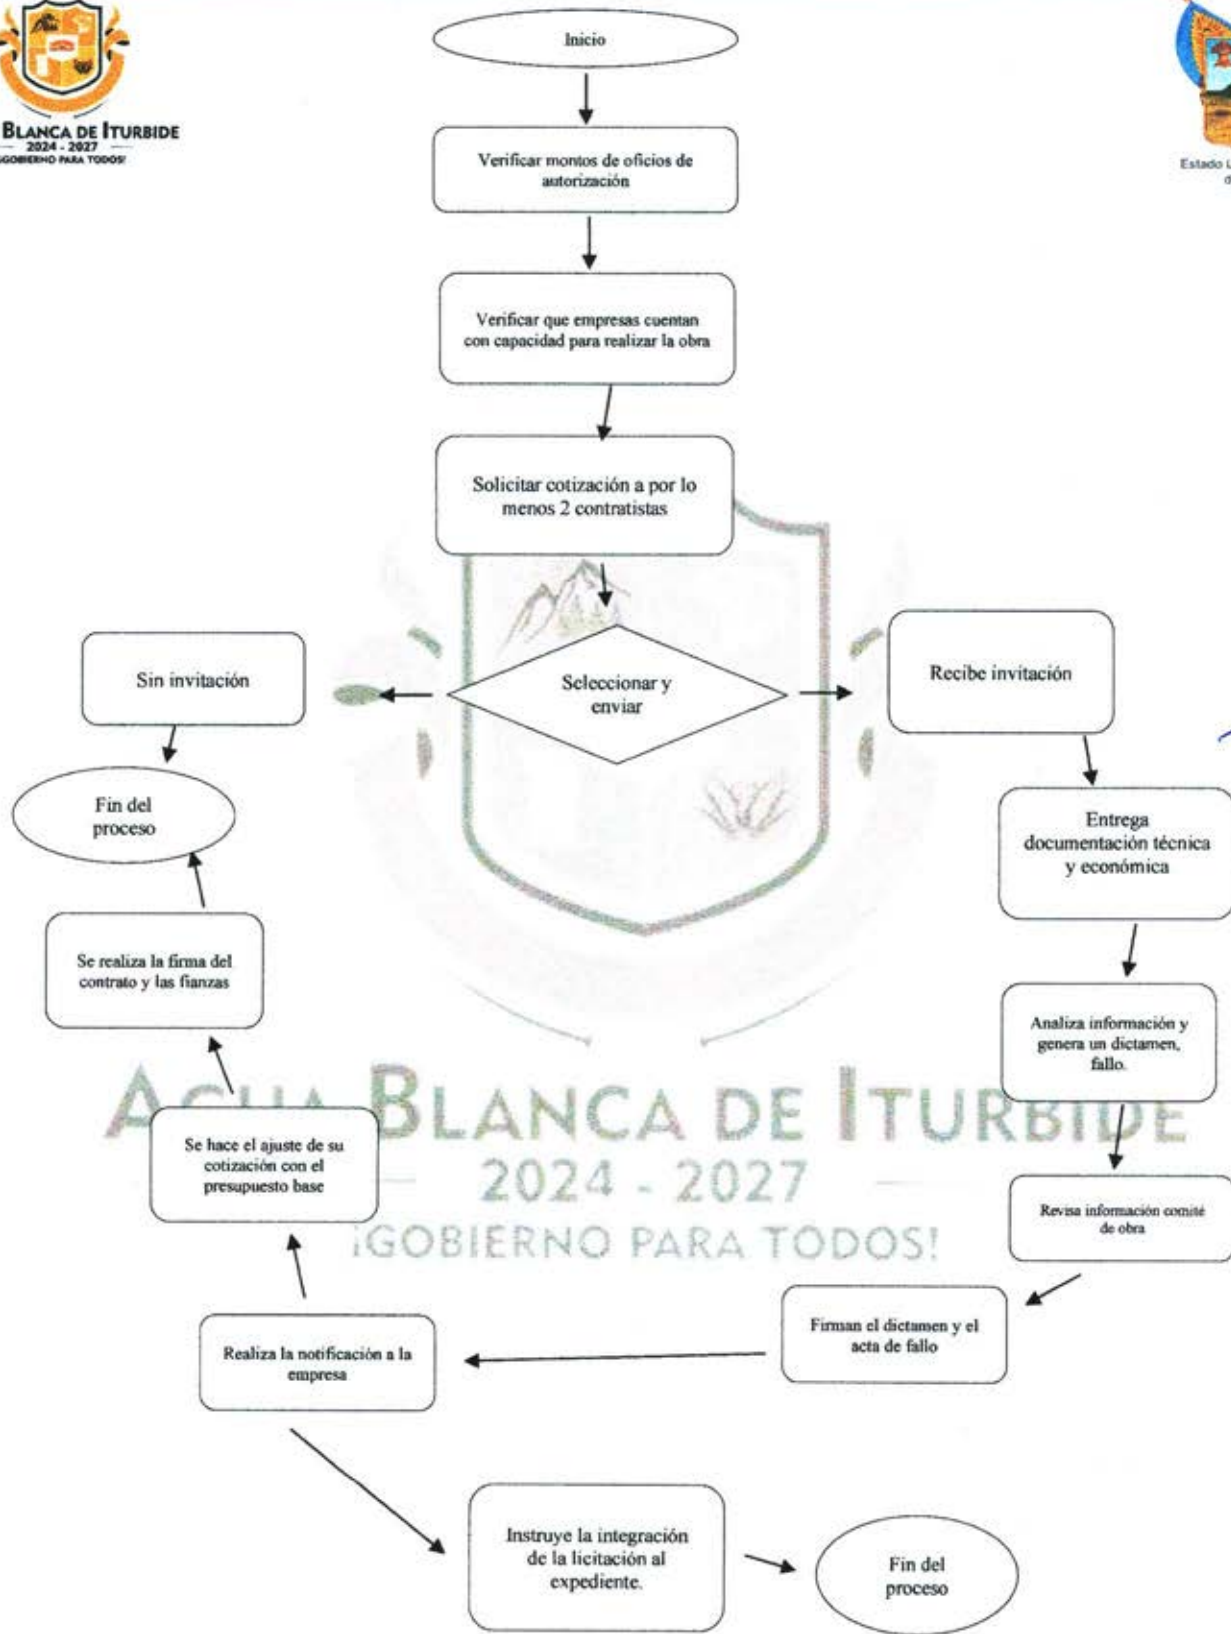 BLANCA DE ITURBIDE
2024 - 2027
¡GOBIERNO PARA TODOS!
Estado L
d
Inicio
Verificar montos de oficios de
autorización
Verificar que empresas cuentan
con capacidad para realizar la obra
Solicitar cotización a por lo
menos 2 contratistas
Seleccionar y
enviar
Sin invitación
Recibe invitación
Fin del
proceso
Entrega
documentación técnica
y económica
Se realiza la firma del
contrato y las fianzas
Analiza información y
genera un dictamen,
fallo.
AGUA BLANCA DE ITURBIDE
2024 - 2027
¡GOBIERNO PARA TODOS!
Se hace el ajuste de su
cotización con el
presupuesto base
Revisa información comité
de obra
Firman el dictamen y el
acta de fallo
Realiza la notificación a la
empresa
Instruye la integración
de la licitación al
expediente.
Fin del
proceso